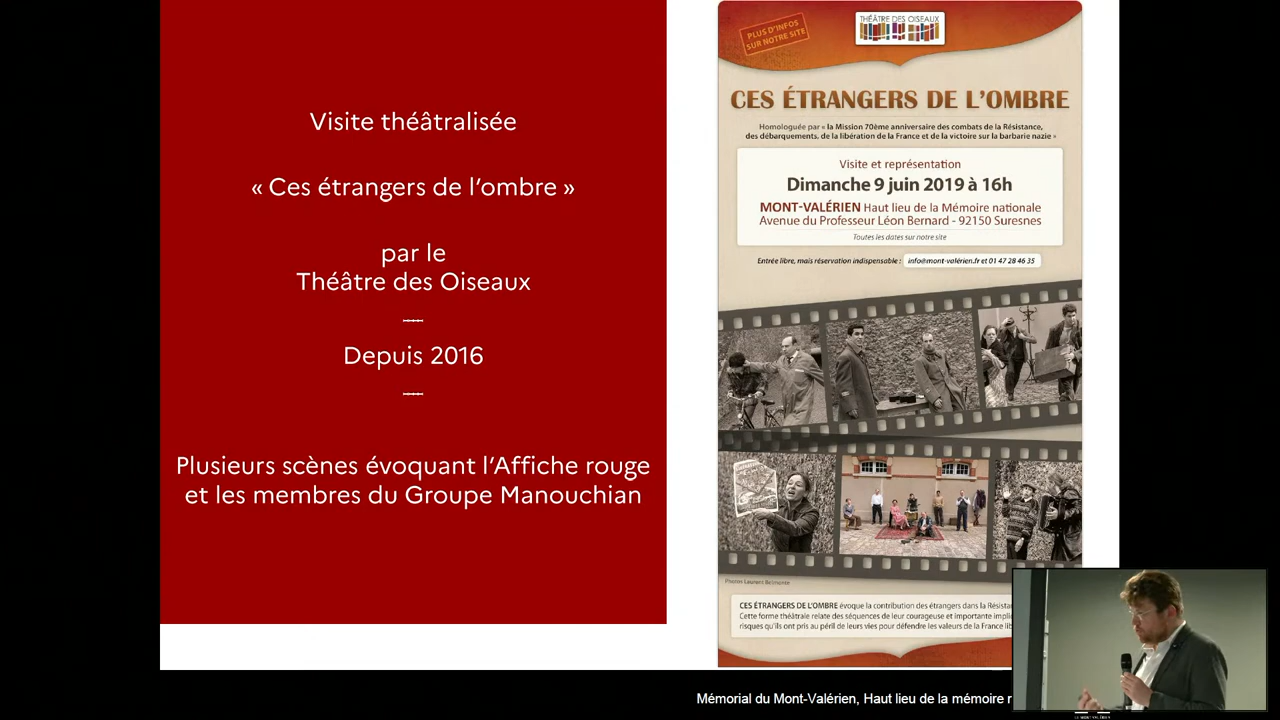 Visite théâtralisée
« Ces étrangers de l’ombre »
par le
Théâtre des Oiseaux
Depuis 2016
Plusieurs scènes évoquant l’Affiche rouge
et les membres du Groupe Manouchian
PLUS D'INFOS
SUR NOTRE SITE
THÉÂTRE DES OISEAUX
CES ÉTRANGERS DE L’OMBRE
Homologuée par « la Mission 70ème anniversaire des combats de la Résistance,
des débarquements, de la libération de la France et de la victoire sur la barbarie nazie »
Visite et représentation
Dimanche 9 juin 2019 à 16h
MONT-VALÉRIEN Haut lieu de la Mémoire nationale
Avenue du Professeur Léon Bernard - 92150 Suresnes
Toutes les dates sur notre site
Entrée libre, mais réservation indispensable : info@mont-valérien.fr et 01 47 28 46 35
Photos Laurent Belmonte
CES ÉTRANGERS DE L’OMBRE évoque la contribution des étrangers dans la Résistan
Cette forme théâtrale relate des séquences de leur courageuse et importante impli
risques qu’ils ont pris au péril de leurs vies pour défendre les valeurs de la France li
Mémorial du Mont-Valérien, Haut lieu de la mémoire